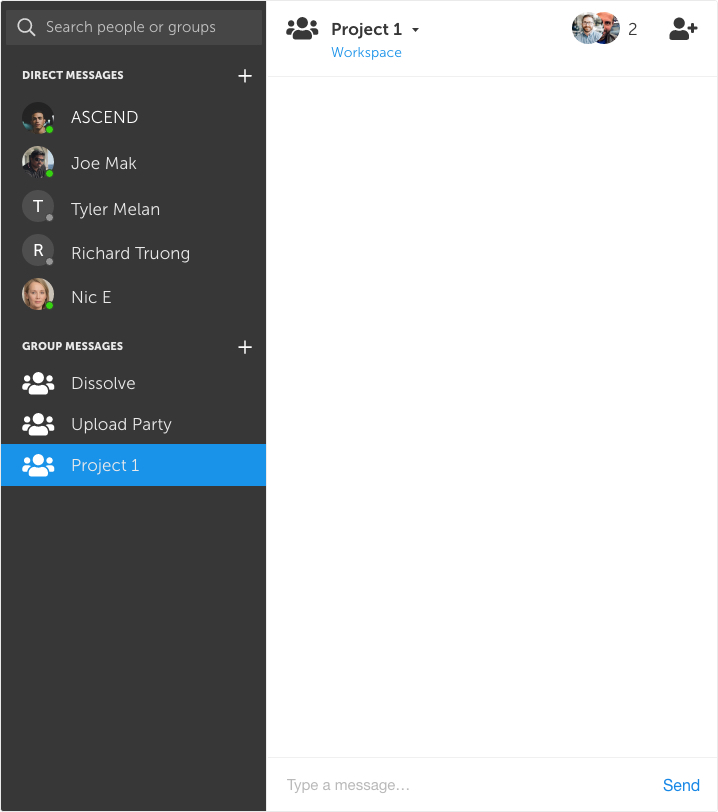 Search people or groups
DIRECT MESSAGES
ASCEND
Joe Mak
T
Tyler Melan
R
Richard Truong
Nic E
GROUP MESSAGES
Dissolve
Upload Party
Project 1
Project 1
2
Workspace
Type a message…
Send